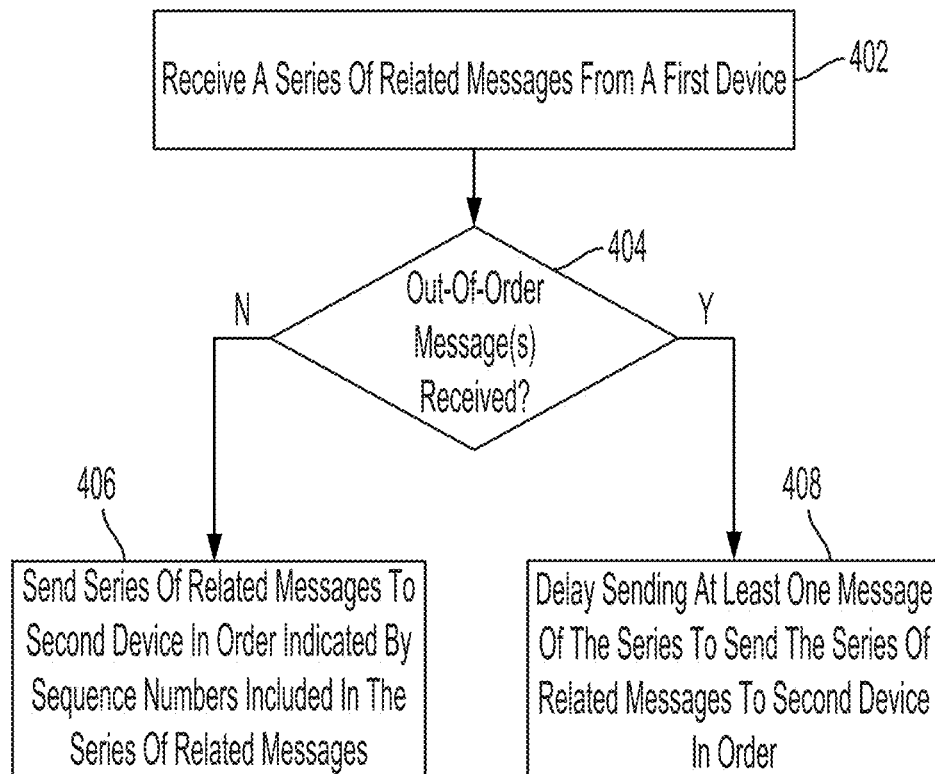 Receive A Series Of Related Messages From A First Device
402
404
Out-Of-Order
Message(s)
Received?
N
Y
406
408
Send Series Of Related Messages To
Second Device In Order Indicated By
Sequence Numbers Included In The
Series Of Related Messages
Delay Sending At Least One Message
Of The Series To Send The Series Of
Related Messages To Second Device
In Order